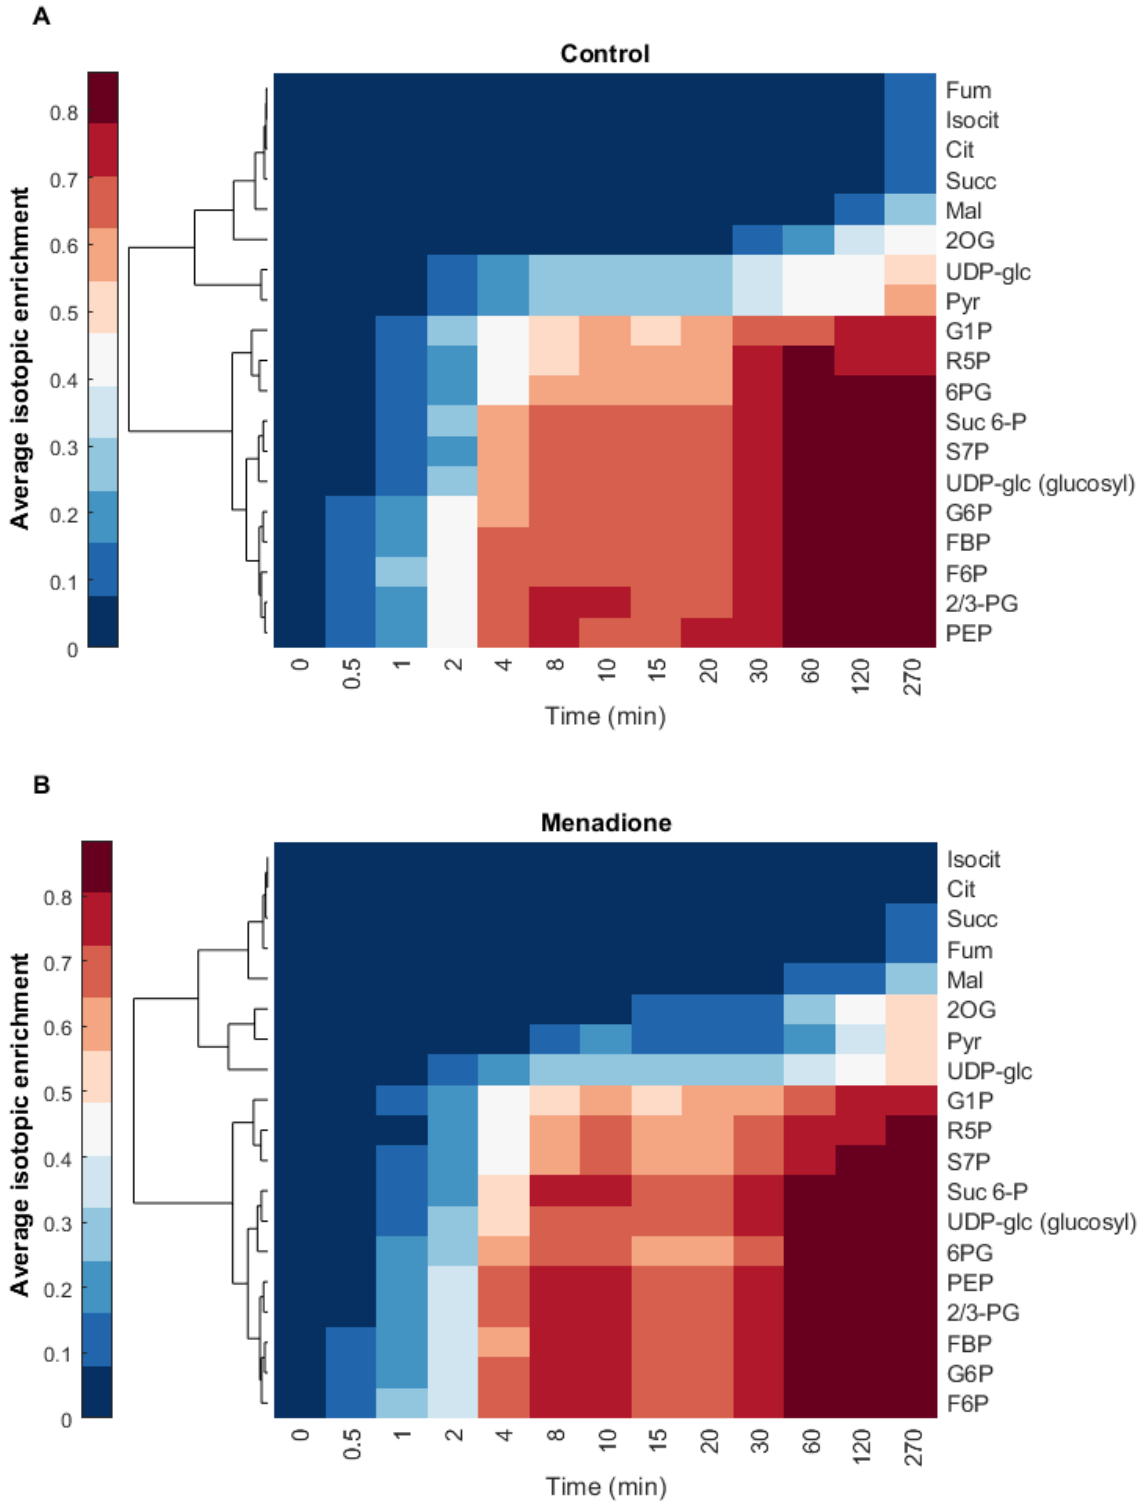 A
Control
Average isotopic enrichment
0.8
0.7
0.6
0.5
0.4
0.3
0.2
0.1
0
Fum
Isocit
Cit
Succ
Mal
2OG
UDP-glc
Pyr
G1P
R5P
6PG
Suc 6-P
S7P
UDP-glc (glucosyl)
G6P
FBP
F6P
2/3-PG
PEP
0 0.5 1 2 4 8 10 15 20 30 60 120 270
Time (min)
B
Menadione
Average isotopic enrichment
0.8
0.7
0.6
0.5
0.4
0.3
0.2
0.1
0
Isocit
Cit
Succ
Fum
Mal
2OG
Pyr
UDP-glc
G1P
R5P
S7P
Suc 6-P
UDP-glc (glucosyl)
6PG
PEP
2/3-PG
FBP
G6P
F6P
0 0.5 1 2 4 8 10 15 20 30 60 120 270
Time (min)